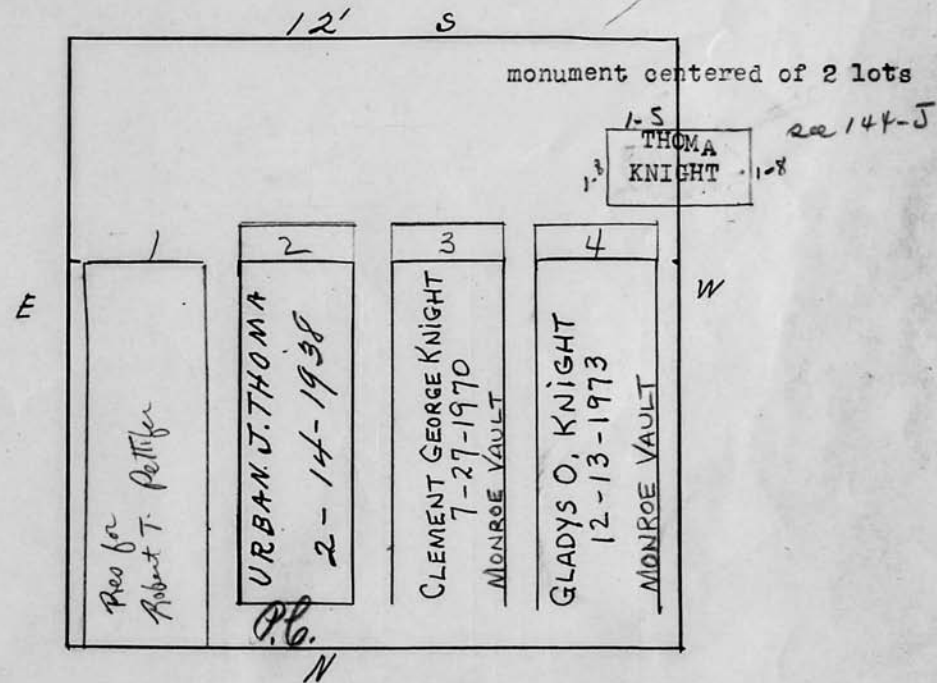 12' S
monument centered of 2 lots
see 144-J
1-5
THOMA
1-8 KNIGHT 1-8
1
2
3
4
E
W
Res for
Robert T. Pettifer
URBAN.J.THOMA
2-14-1938
P.C.
CLEMENT GEORGE KNIGHT
7-27-1970
MONROE VAULT
GLADYS O, KNIGHT
12-13-1973
MONROE VAULT
N